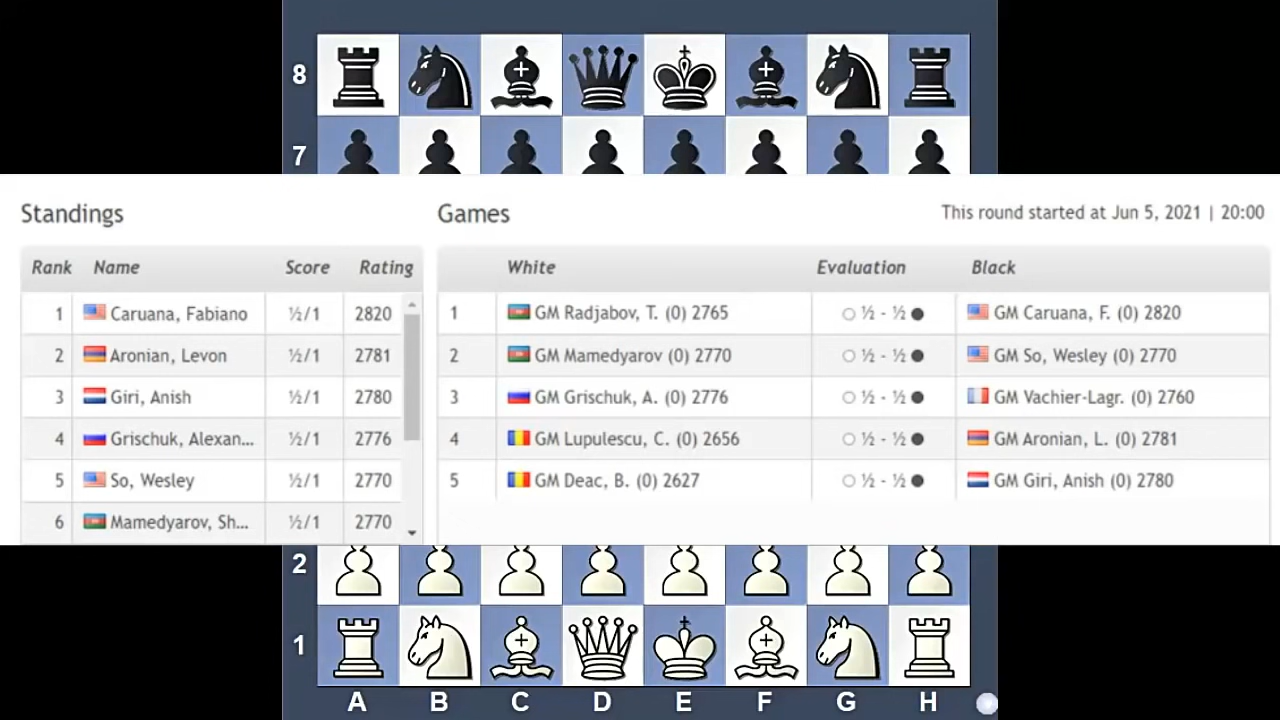 8
7
Standings
Rank Name Score Rating
1 Caruana, Fabiano ½/1 2820
2 Aronian, Levon ½/1 2781
3 Giri, Anish ½/1 2780
4 Grischuk, Alexan... ½/1 2776
5 So, Wesley ½/1 2770
6 Mamedyarov, Sh... ½/1 2770
Games This round started at Jun 5, 2021 | 20:00
White Evaluation Black
1 GM Radjabov, T. (0) 2765 ½ - ½ GM Caruana, F. (0) 2820
2 GM Mamedyarov (0) 2770 ½ - ½ GM So, Wesley (0) 2770
3 GM Grischuk, A. (0) 2776 ½ - ½ GM Vachier-Lagr. (0) 2760
4 GM Lupulescu, C. (0) 2656 ½ - ½ GM Aronian, L. (0) 2781
5 GM Deac, B. (0) 2627 ½ - ½ GM Giri, Anish (0) 2780
2
1
A B C D E F G H